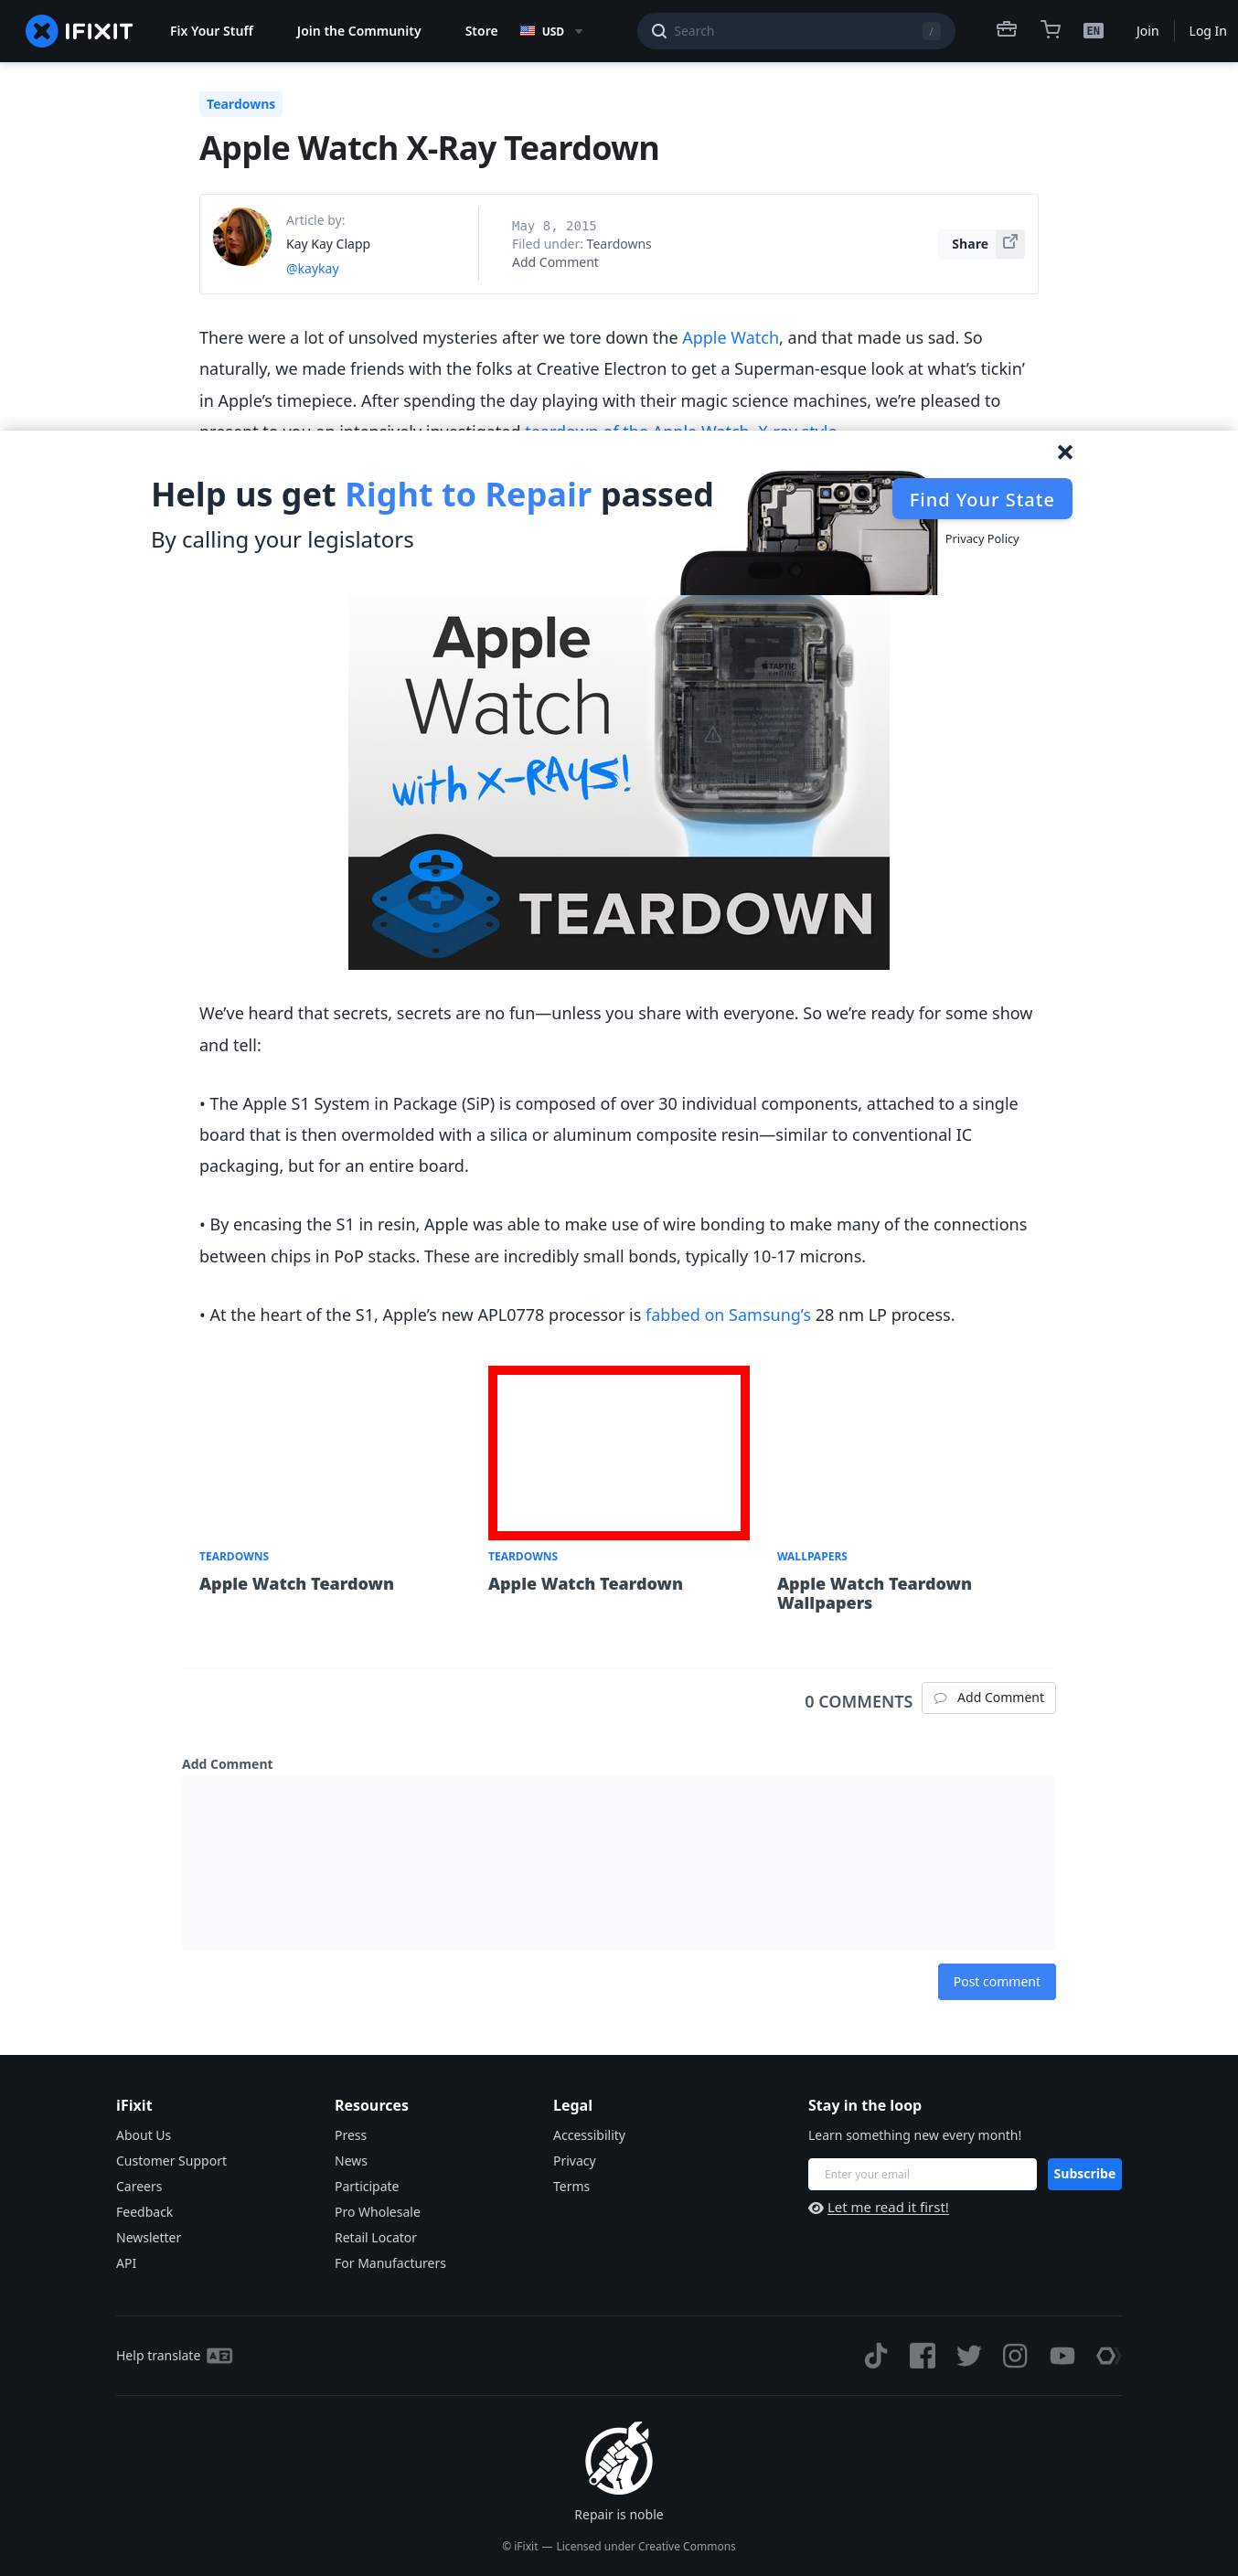 IFIXIT
Fix Your Stuff
Join the Community
Store
USD
Search
/
EN
Join
Log In
Teardowns
Apple Watch X-Ray Teardown
Article by:
Kay Kay Clapp
@kaykay
May 8, 2015
Filed under: Teardowns
Add Comment
Share
There were a lot of unsolved mysteries after we tore down the Apple Watch, and that made us sad. So
naturally, we made friends with the folks at Creative Electron to get a Superman-esque look at what’s tickin’
in Apple’s timepiece. After spending the day playing with their magic science machines, we’re pleased to
present to you an intensively investigated teardown of the Apple Watch, X-ray style.
Help us get Right to Repair passed
By calling your legislators
Find Your State
Privacy Policy
Apple
Watch
with X-RAYS!
TAPTIC
ENGINE
TEARDOWN
We’ve heard that secrets, secrets are no fun—unless you share with everyone. So we’re ready for some show
and tell:
• The Apple S1 System in Package (SiP) is composed of over 30 individual components, attached to a single
board that is then overmolded with a silica or aluminum composite resin—similar to conventional IC
packaging, but for an entire board.
• By encasing the S1 in resin, Apple was able to make use of wire bonding to make many of the connections
between chips in PoP stacks. These are incredibly small bonds, typically 10-17 microns.
• At the heart of the S1, Apple’s new APL0778 processor is fabbed on Samsung’s 28 nm LP process.
TEARDOWNS
Apple Watch Teardown
TEARDOWNS
Apple Watch Teardown
WALLPAPERS
Apple Watch Teardown
Wallpapers
0 COMMENTS
Add Comment
Add Comment
Post comment
iFixit
About Us
Customer Support
Careers
Feedback
Newsletter
API
Resources
Press
News
Participate
Pro Wholesale
Retail Locator
For Manufacturers
Legal
Accessibility
Privacy
Terms
Stay in the loop
Learn something new every month!
Enter your email
Subscribe
Let me read it first!
Help translate
Repair is noble
© iFixit — Licensed under Creative Commons